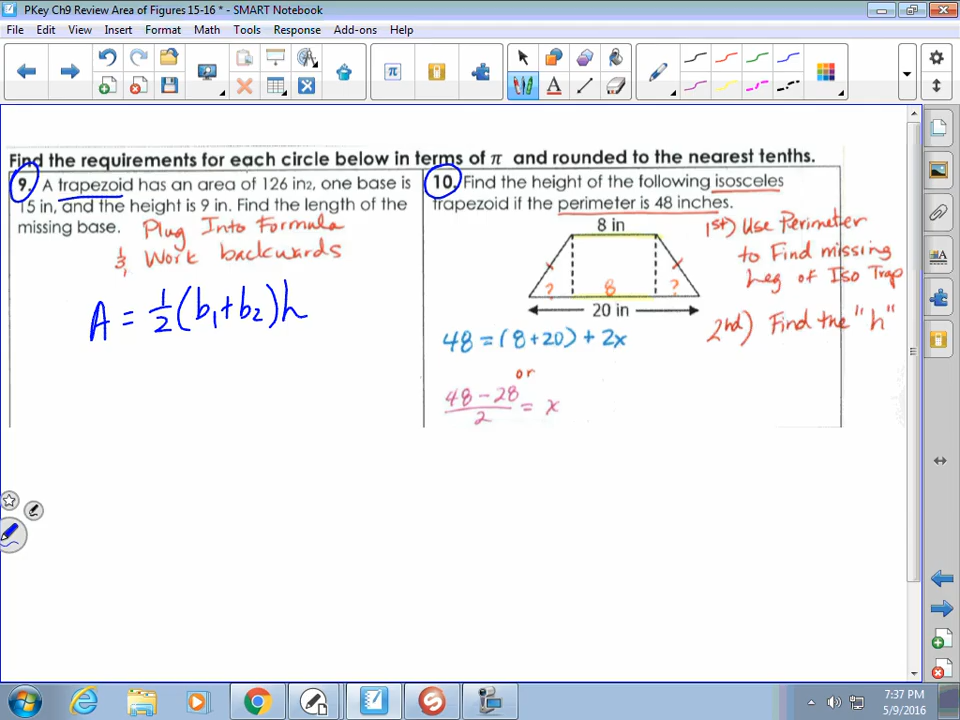 PKey Ch9 Review Area of Figures 15-16 * - SMART Notebook
File Edit View Insert Format Math Tools Response Add-ons Help
Find the requirements for each circle below in terms of π and rounded to the nearest tenths.
9. A trapezoid has an area of 126 in2, one base is
15 in, and the height is 9 in. Find the length of the
missing base.
Plug Into Formula
& Work backwards
A = 1/2 (b₁+b₂)h
10. Find the height of the following isosceles
trapezoid if the perimeter is 48 inches.
8 in
? 8 ?
20 in
1st) Use Perimeter
to Find missing
Leg of Iso Trap
2nd) Find the "h"
48 = (8+20) + 2x
or
48 - 28 / 2 = x
7:37 PM
5/9/2016